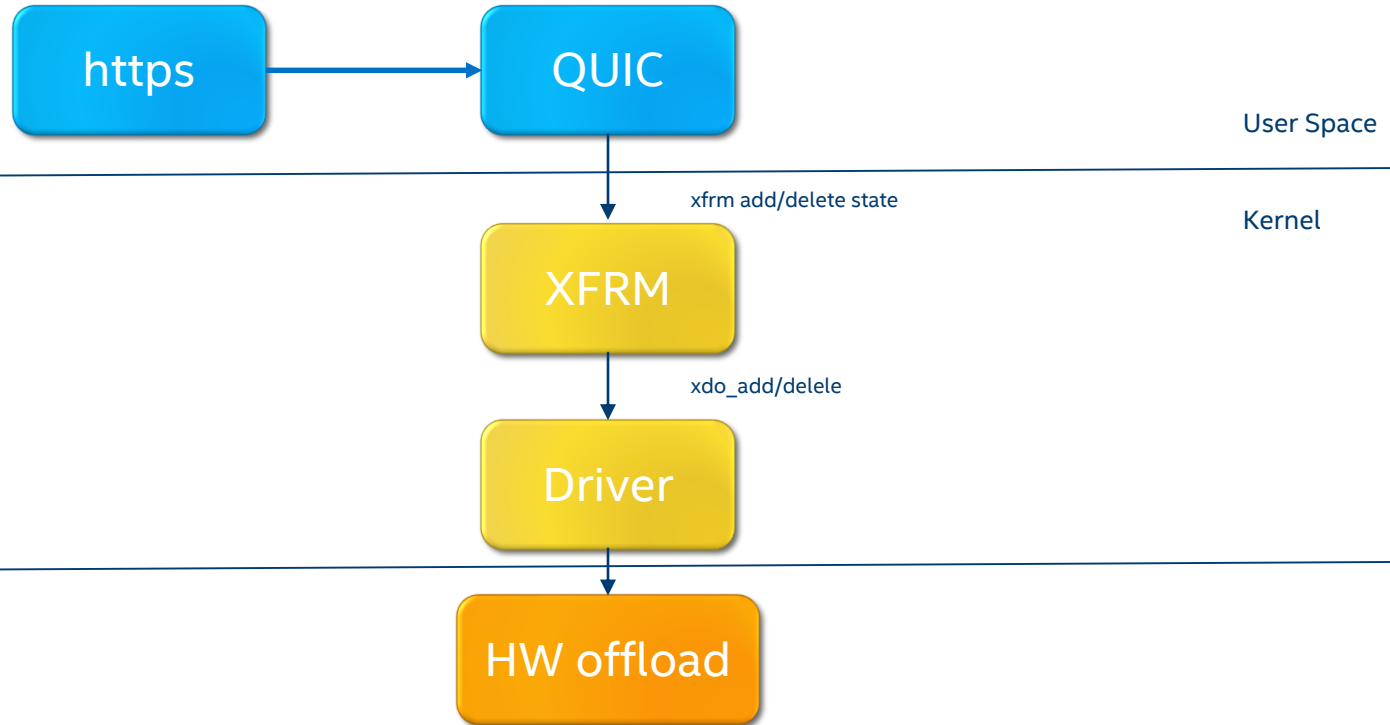 https
QUIC
User Space
xfrm add/delete state
Kernel
XFRM
xdo_add/delele
Driver
HW offload